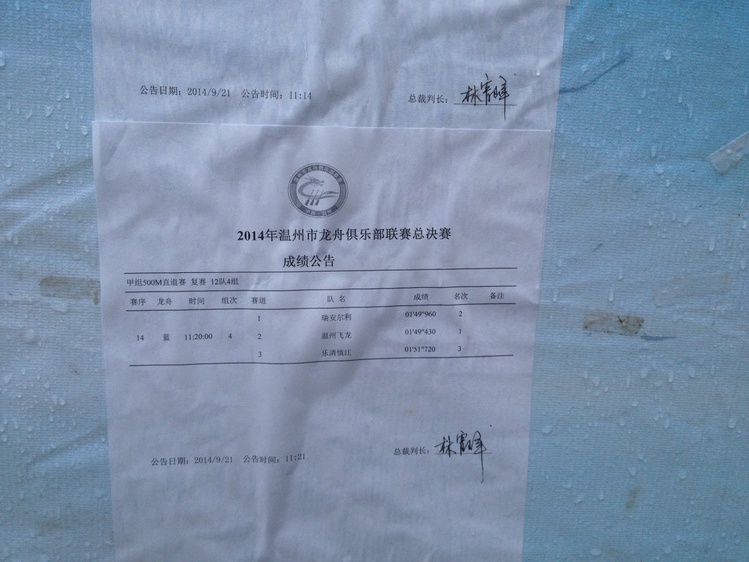 公告日期：2014/9/21 公告时间：11:14 总裁判长：
2014年温州市龙舟俱乐部联赛总决赛
成绩公告
甲组500M直道赛 复赛 12队4组
赛序 龙舟 时间 组次 赛道 队 名 成绩 名次 备注
1 瑞安尔利 01'49"960 2
14 蓝 11:20:00 4 2 温州飞龙 01'49"430 1
3 乐清慎江 01'51"720 3
公告日期：2014/9/21 公告时间：11:21 总裁判长：